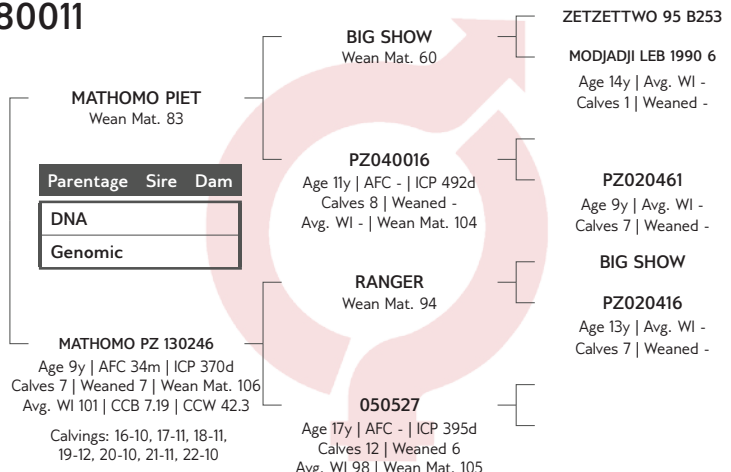 80011
MATHOMO PIET
Wean Mat. 83
Parentage Sire Dam
DNA
Genomic
MATHOMO PZ 130246
Age 9y | AFC 34m | ICP 370d
Calves 7 | Weaned 7 | Wean Mat. 106
Avg. WI 101 | CCB 7.19 | CCW 42.3
Calvings: 16-10, 17-11, 18-11,
19-12, 20-10, 21-11, 22-10
BIG SHOW
Wean Mat. 60
PZ040016
Age 11y | AFC - | ICP 492d
Calves 8 | Weaned -
Avg. WI - | Wean Mat. 104
RANGER
Wean Mat. 94
050527
Age 17y | AFC - | ICP 395d
Calves 12 | Weaned 6
Avg. WI 98 | Wean Mat. 105
ZETZETTWO 95 B253
MODJADJI LEB 1990 6
Age 14y | Avg. WI -
Calves 1 | Weaned -
PZ020461
Age 9y | Avg. WI -
Calves 7 | Weaned -
BIG SHOW
PZ020416
Age 13y | Avg. WI -
Calves 7 | Weaned -